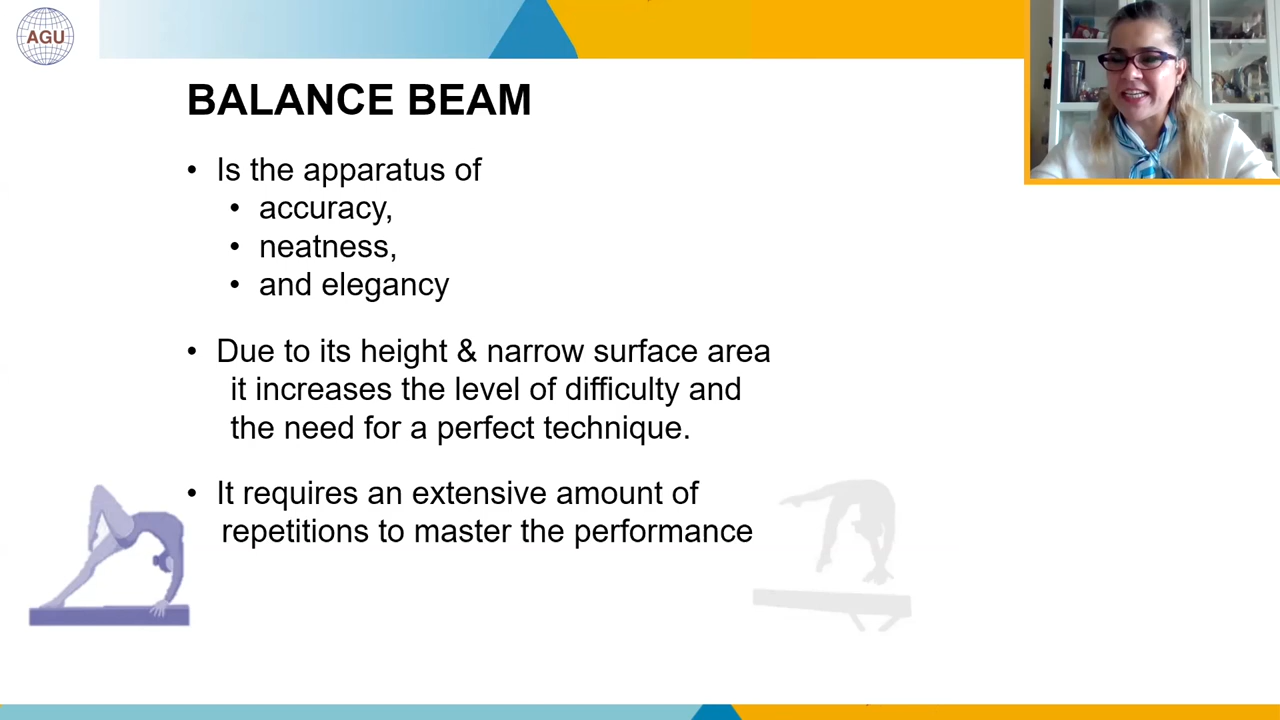 AGU
BALANCE BEAM
• Is the apparatus of
• accuracy,
• neatness,
• and elegancy
• Due to its height & narrow surface area
it increases the level of difficulty and
the need for a perfect technique.
• It requires an extensive amount of
repetitions to master the performance